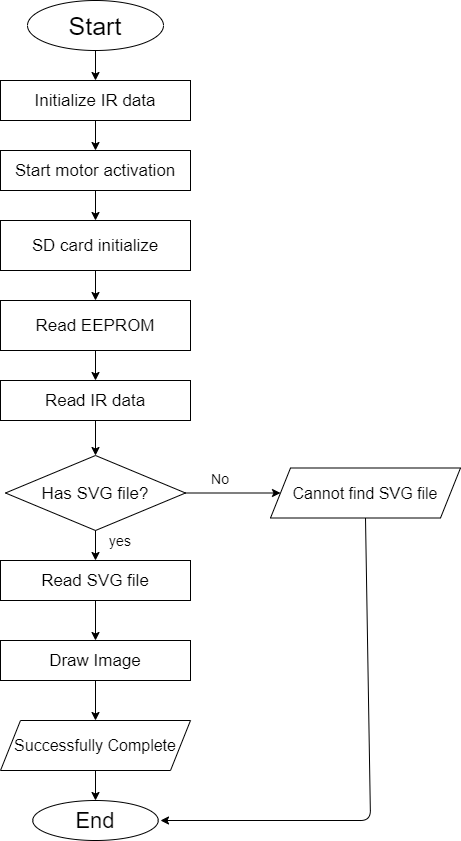 Start
Initialize IR data
Start motor activation
SD card initialize
Read EEPROM
Read IR data
Has SVG file?
No
Cannot find SVG file
yes
Read SVG file
Draw Image
Successfully Complete
End